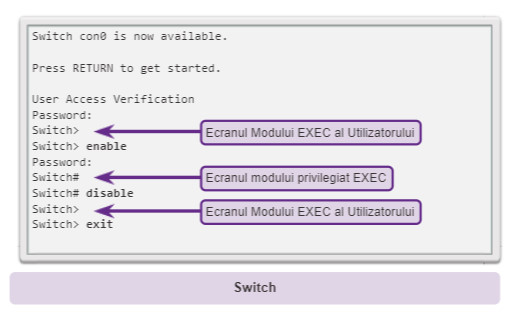 Switch con0 is now available.
Press RETURN to get started.
User Access Verification
Password:
Switch> Ecranul Modului EXEC al Utilizatorului
Switch> enable
Password:
Switch# Ecranul modului privilegiat EXEC
Switch# disable
Switch> Ecranul Modului EXEC al Utilizatorului
Switch> exit
Switch